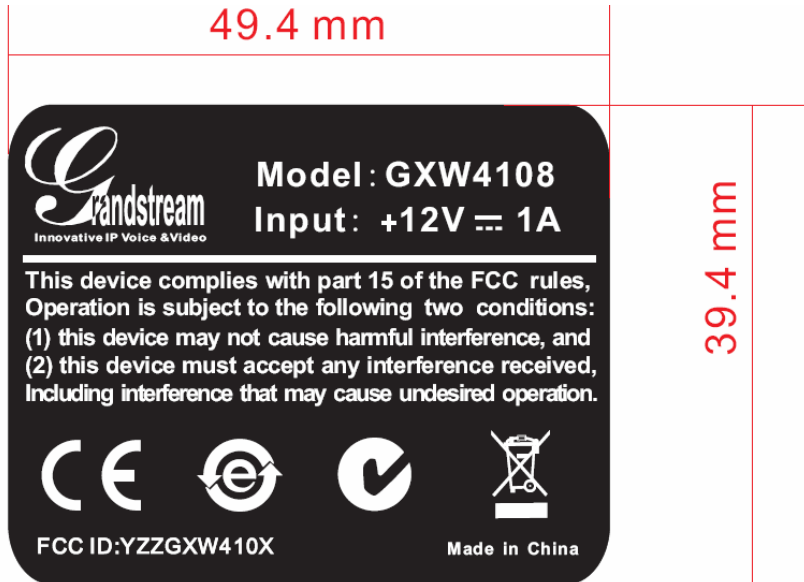 49.4 mm
Grandstream
Innovative IP Voice & Video
Model: GXW4108
Input: +12V ⎓ 1A
This device complies with part 15 of the FCC rules,
Operation is subject to the following two conditions:
(1) this device may not cause harmful interference, and
(2) this device must accept any interference received,
Including interference that may cause undesired operation.
CE
e
FCC ID:YZZGXW410X
Made in China
39.4 mm